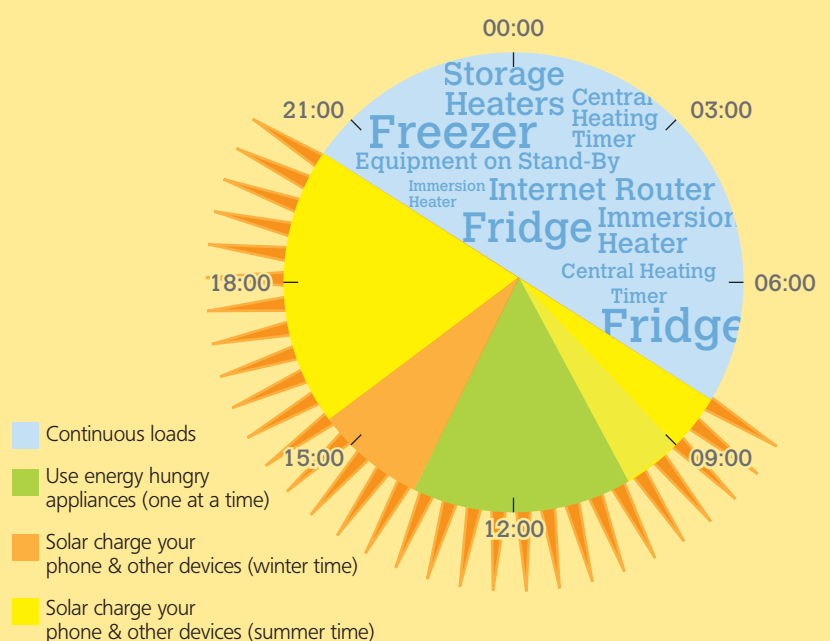 00:00
21:00
03:00
Storage
Heaters
Central
Heating
Timer
Freezer
Equipment on Stand-By
Immersion
Heater
Internet Router
Fridge
Immersion
Heater
Central Heating
Timer
Fridge
18:00
06:00
15:00
09:00
12:00
Continuous loads
Use energy hungry
appliances (one at a time)
Solar charge your
phone & other devices (winter time)
Solar charge your
phone & other devices (summer time)